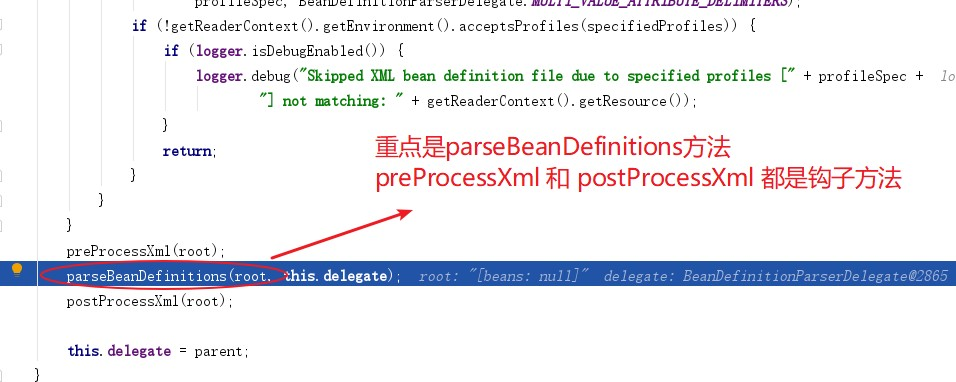 profileSpec, BeanDefinitionParserDelegate.MULTI_VALUE_ATTRIBUTE_DELIMITERS);
if (!getReaderContext().getEnvironment().acceptsProfiles(specifiedProfiles)) {
if (logger.isDebugEnabled()) {
logger.debug("Skipped XML bean definition file due to specified profiles [" + profileSpec + lo
"] not matching: " + getReaderContext().getResource());
}
return;
重点是parseBeanDefinitions方法
}
preProcessXml 和 postProcessXml 都是钩子方法
}
}
preProcessXml(root);
parseBeanDefinitions(root, this.delegate); root: "[beans: null]" delegate: BeanDefinitionParserDelegate@2865
postProcessXml(root);
this.delegate = parent;
}